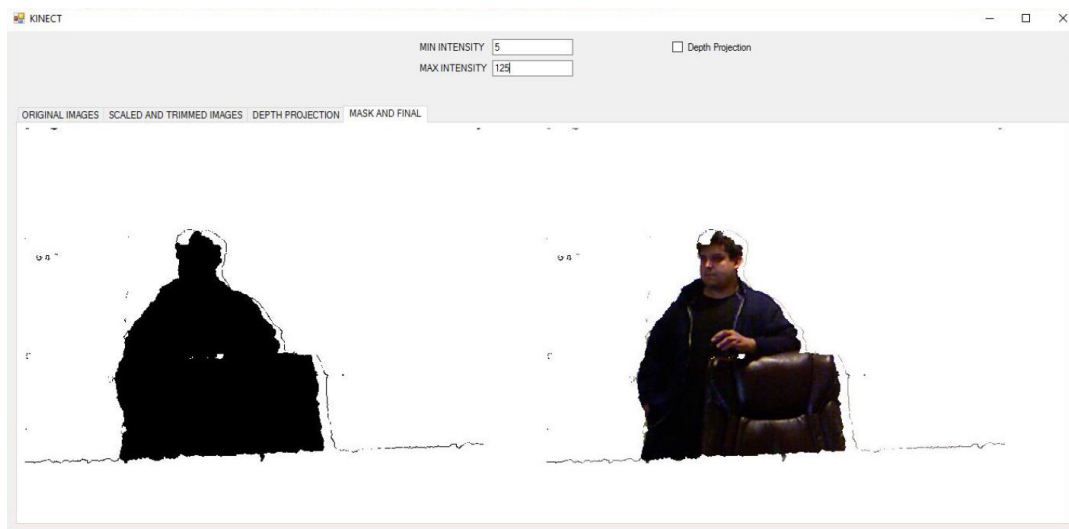 KINECT
MIN INTENSITY 5
Depth Projection
MAX INTENSITY 125
ORIGINAL IMAGES SCALED AND TRIMMED IMAGES DEPTH PROJECTION MASK AND FINAL